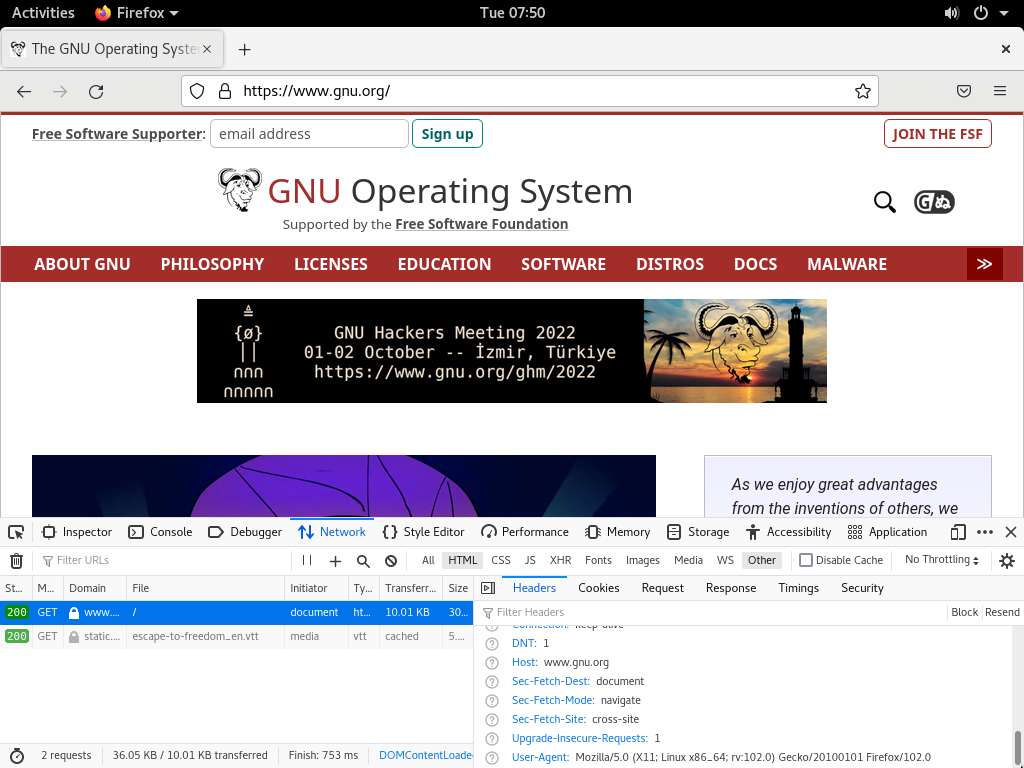 Activities Firefox Tue 07:50
The GNU Operating Syste
https://www.gnu.org/
Free Software Supporter: email address Sign up JOIN THE FSF
GNU Operating System
Supported by the Free Software Foundation
ABOUT GNU PHILOSOPHY LICENSES EDUCATION SOFTWARE DISTROS DOCS MALWARE ≫
GNU Hackers Meeting 2022
01-02 October -- İzmir, Türkiye
https://www.gnu.org/ghm/2022
As we enjoy great advantages
from the inventions of others, we
Inspector Console Debugger Network Style Editor Performance Memory Storage Accessibility Application
Filter URLs All HTML CSS JS XHR Fonts Images Media WS Other Disable Cache No Throttling
St… M… Domain File Initiator Ty… Transferr… Size Headers Cookies Request Response Timings Security
Filter Headers Block Resend
200 GET www.… / document ht… 10.01 KB 30…
200 GET static.… escape-to-freedom_en.vtt media vtt cached 5.…
Connection: keep-alive
DNT: 1
Host: www.gnu.org
Sec-Fetch-Dest: document
Sec-Fetch-Mode: navigate
Sec-Fetch-Site: cross-site
Upgrade-Insecure-Requests: 1
User-Agent: Mozilla/5.0 (X11; Linux x86_64; rv:102.0) Gecko/20100101 Firefox/102.0
2 requests 36.05 KB / 10.01 KB transferred Finish: 753 ms DOMContentLoade